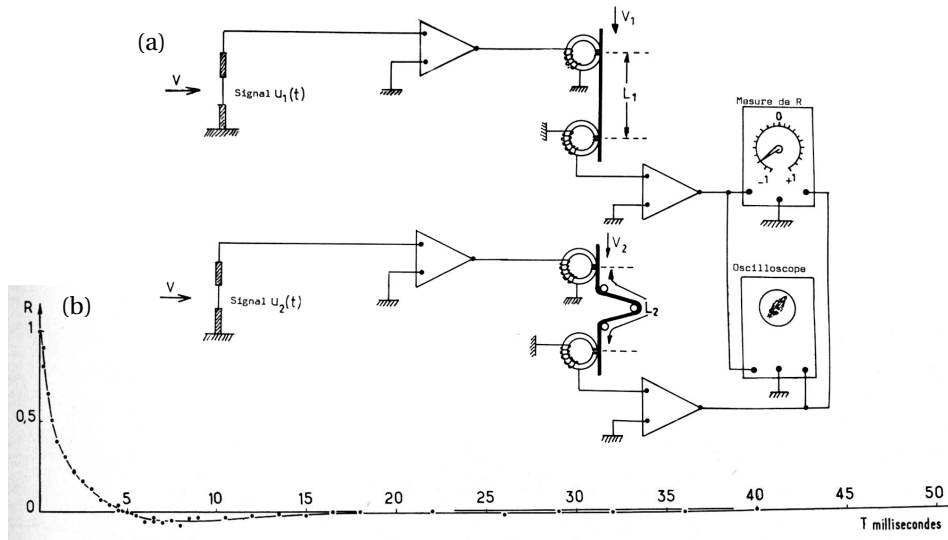 (a)
V
Signal u₁(t)
V₁
L₁
Mesure de R
0
-1 +1
V
Signal u₂(t)
V₂
L₂
Oscilloscope
(b)
R
1
0,5
0
5 10 15 20 25 30 35 40 45 50
T millisecondes